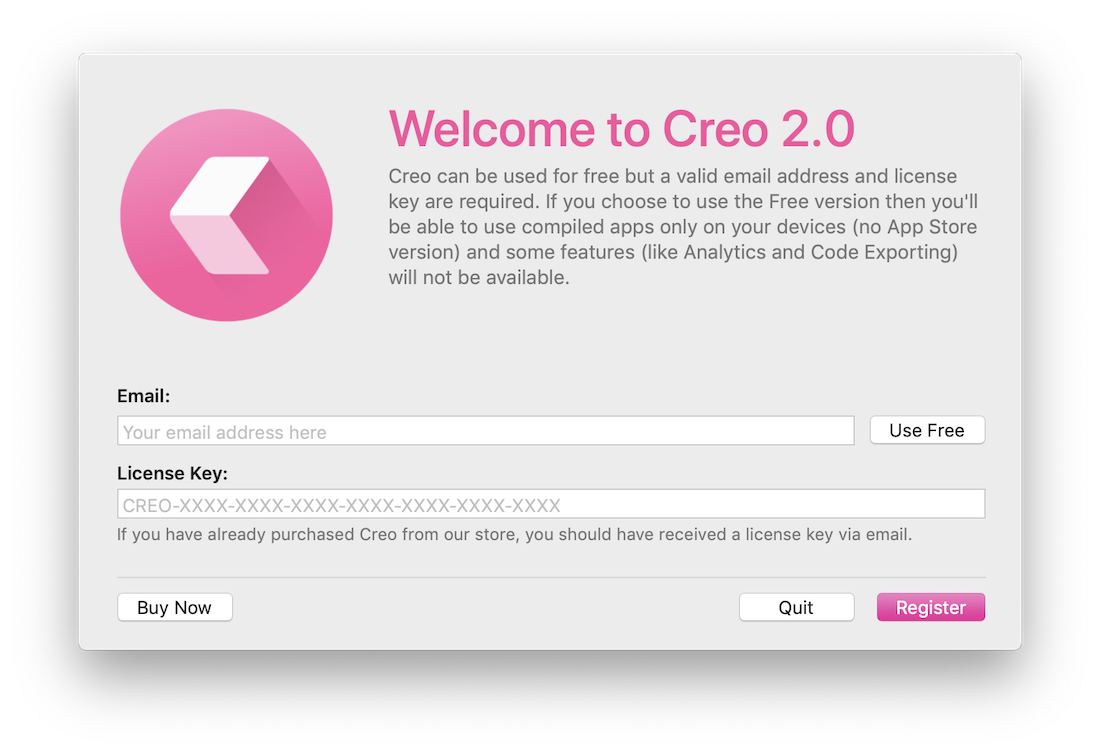 Welcome to Creo 2.0
Creo can be used for free but a valid email address and license
key are required. If you choose to use the Free version then you'll
be able to use compiled apps only on your devices (no App Store
version) and some features (like Analytics and Code Exporting)
will not be available.
Email:
Your email address here
Use Free
License Key:
CREO-XXXX-XXXX-XXXX-XXXX-XXXX-XXXX-XXXX
If you have already purchased Creo from our store, you should have received a license key via email.
Buy Now
Quit
Register